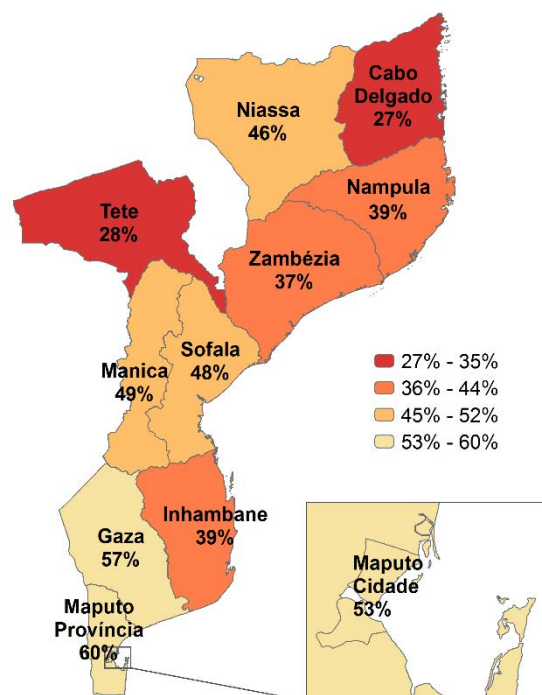 Cabo
Delgado
27%
Niassa
46%
Nampula
39%
Tete
28%
Zambézia
37%
Sofala
48%
Manica
49%
27% - 35%
36% - 44%
45% - 52%
53% - 60%
Inhambane
39%
Gaza
57%
Maputo
Cidade
53%
Maputo
Província
60%